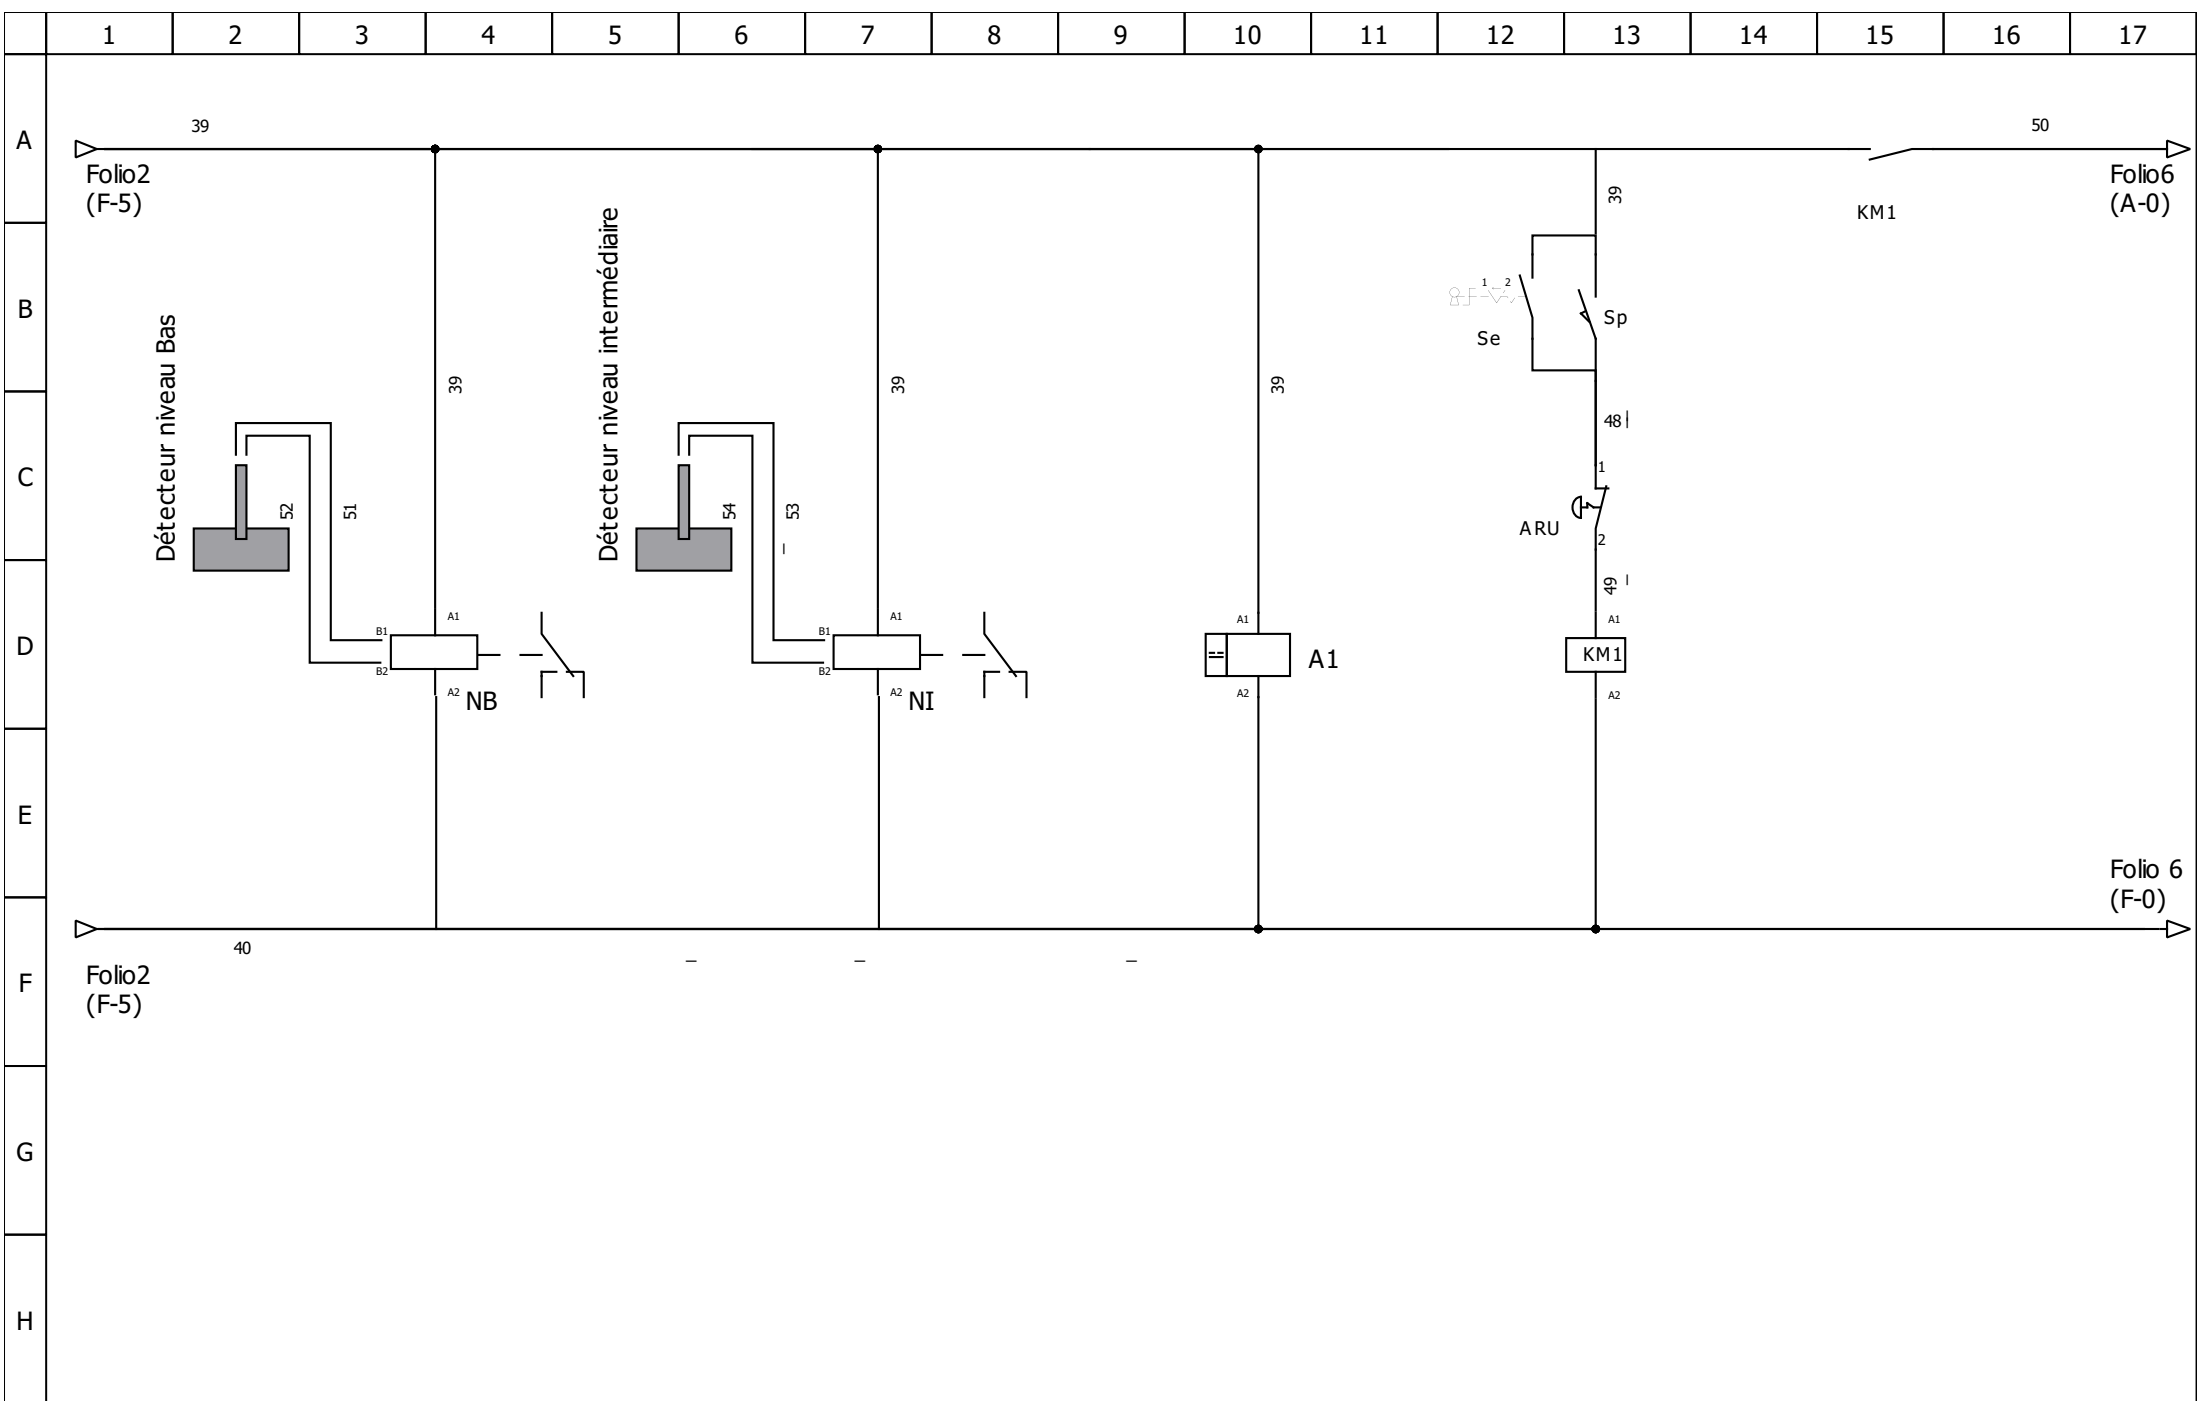 1 2 3 4 5 6 7 8 9 10 11 12 13 14 15 16 17
A
39
50
Folio2
(F-5)
Folio6
(A-0)
39
KM1
B
Détecteur niveau Bas
Détecteur niveau intermédiaire
1 2
Se
Sp
39
39
39
C
48
52
51
54
53
1
ARU
2
49
D
B1
B2
A1
A2
NB
B1
B2
A1
A2
NI
A1
A2
A1
A1
KM1
A2
E
Folio 6
(F-0)
F
40
Folio2
(F-5)
G
H